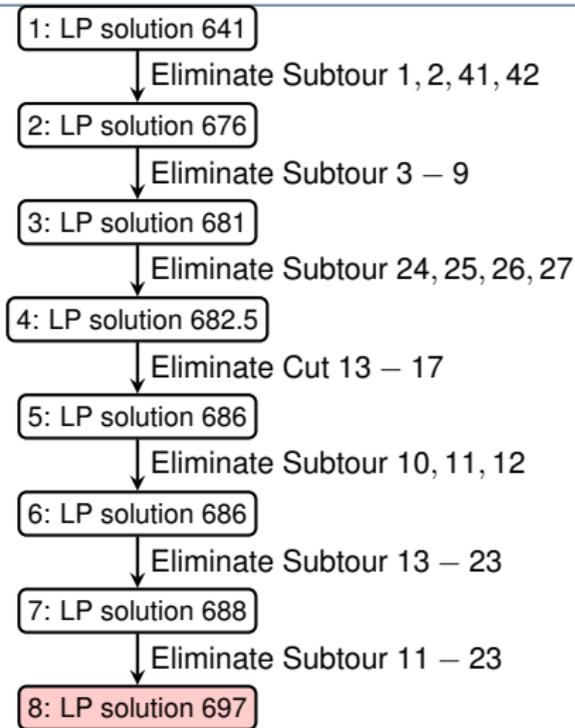 1: LP solution 641
Eliminate Subtour 1, 2, 41, 42
2: LP solution 676
Eliminate Subtour 3 − 9
3: LP solution 681
Eliminate Subtour 24, 25, 26, 27
4: LP solution 682.5
Eliminate Cut 13 − 17
5: LP solution 686
Eliminate Subtour 10, 11, 12
6: LP solution 686
Eliminate Subtour 13 − 23
7: LP solution 688
Eliminate Subtour 11 − 23
8: LP solution 697